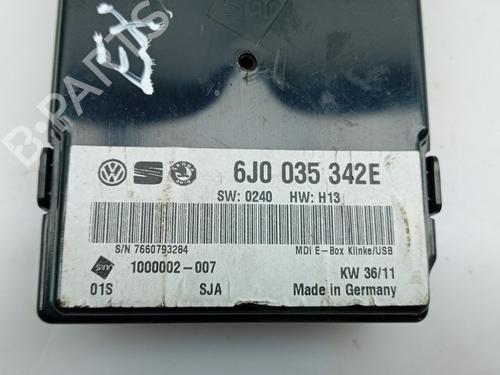 B-PARTS
6J0 035 342E
SW: 0240 HW: H13
S/N 7660793284 MDI E-Box Klinke/USB
1000002-007 KW 36/11
01S SJA Made in Germany